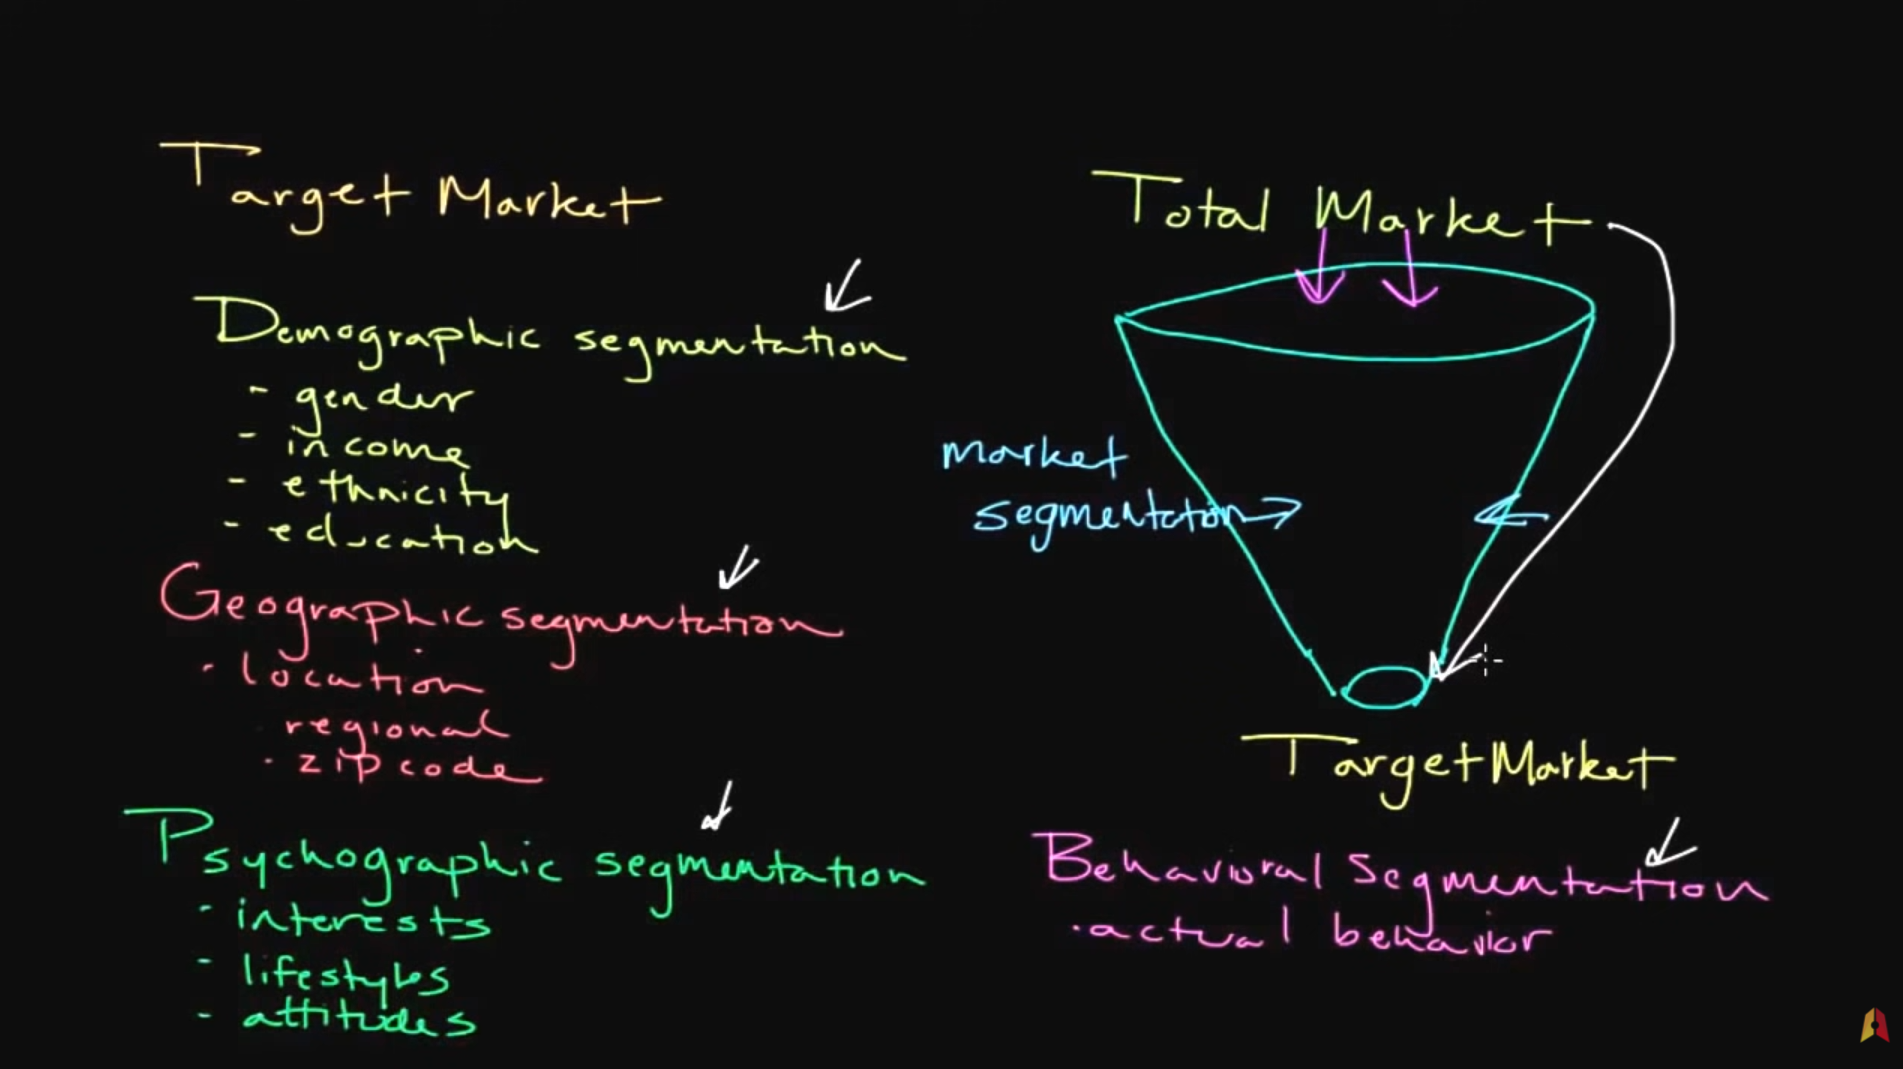 Target Market
Demographic segmentation
- gender
- income
- ethnicity
- education
Geographic segmentation
· location
regional
· zip code
Psychographic segmentation
· interests
- lifestyles
- attitudes
Total Market
market
segmentation
Target Market
Behavioral Segmentation
· actual behavior